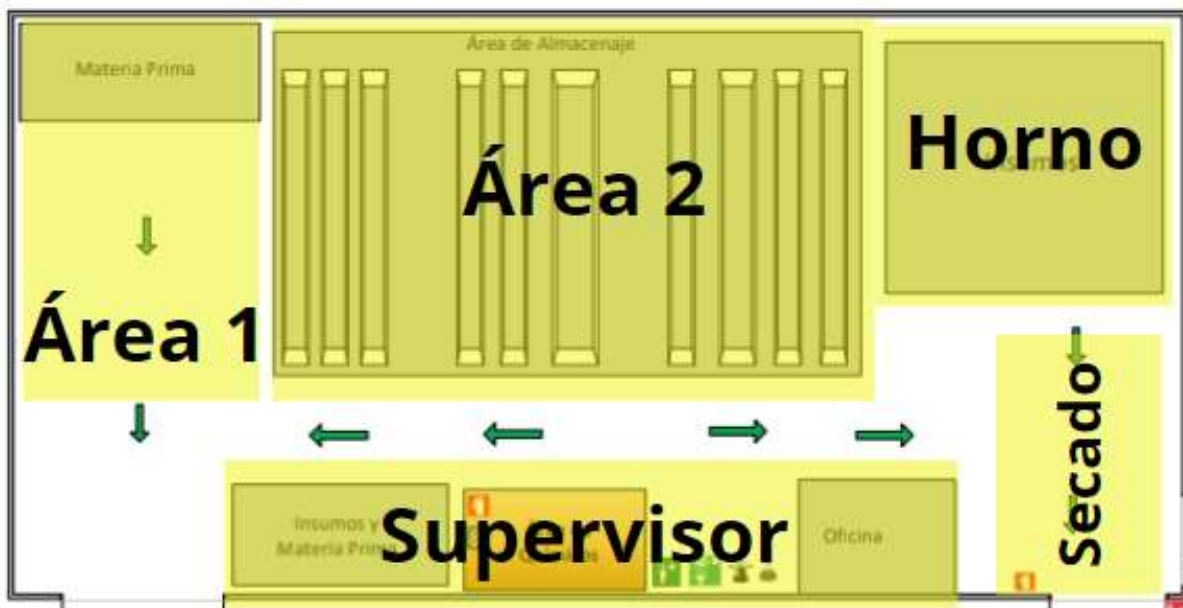 Materia Prima
Área de Almacenaje
Horno
Área 2
Área 1
Secado
Insumos y
Materia Prima
Supervisor
Oficina